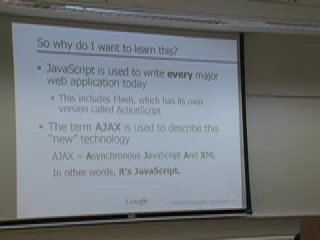 So why do I want to learn this?
• JavaScript is used to write every major
web application today
• This includes Flash, which has its own
version called ActionScript
• The term AJAX is used to describe this
"new" technology
AJAX = Asynchronous JavaScript And XML
In other words, it's JavaScript.
Google